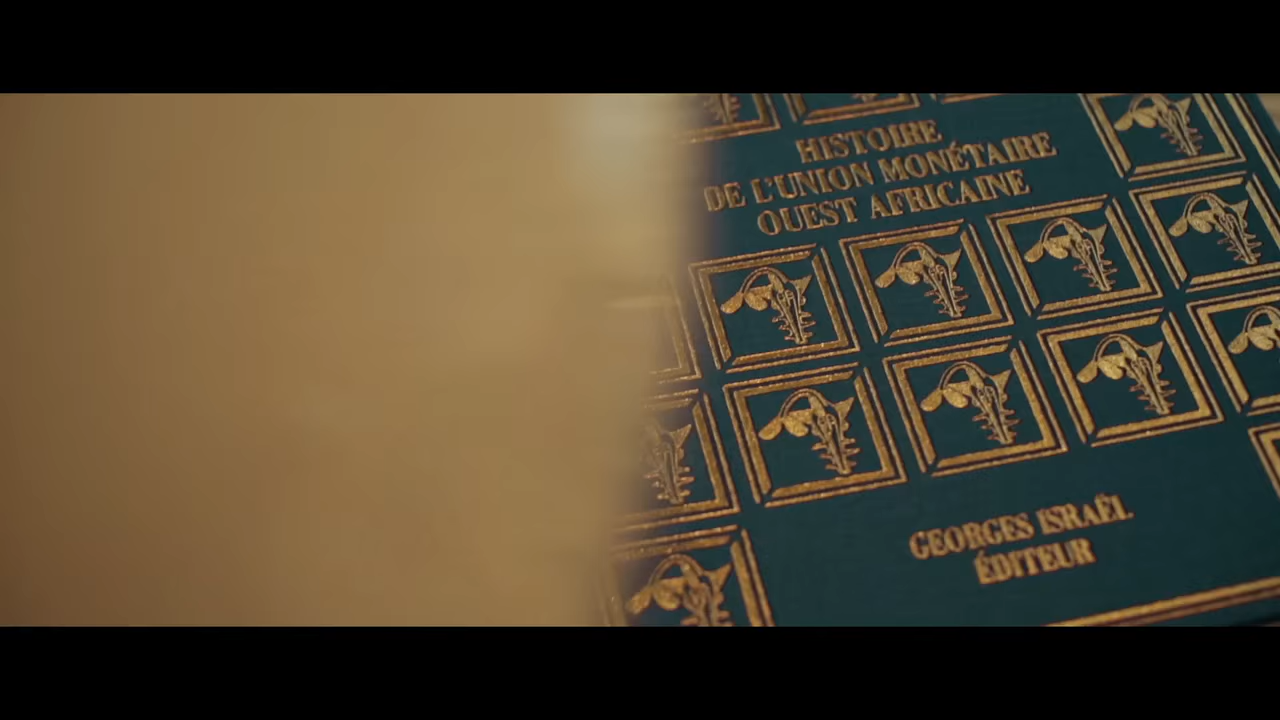 HISTOIRE
DE L'UNION MONÉTAIRE
OUEST AFRICAINE
GEORGES ISRAËL
ÉDITEUR